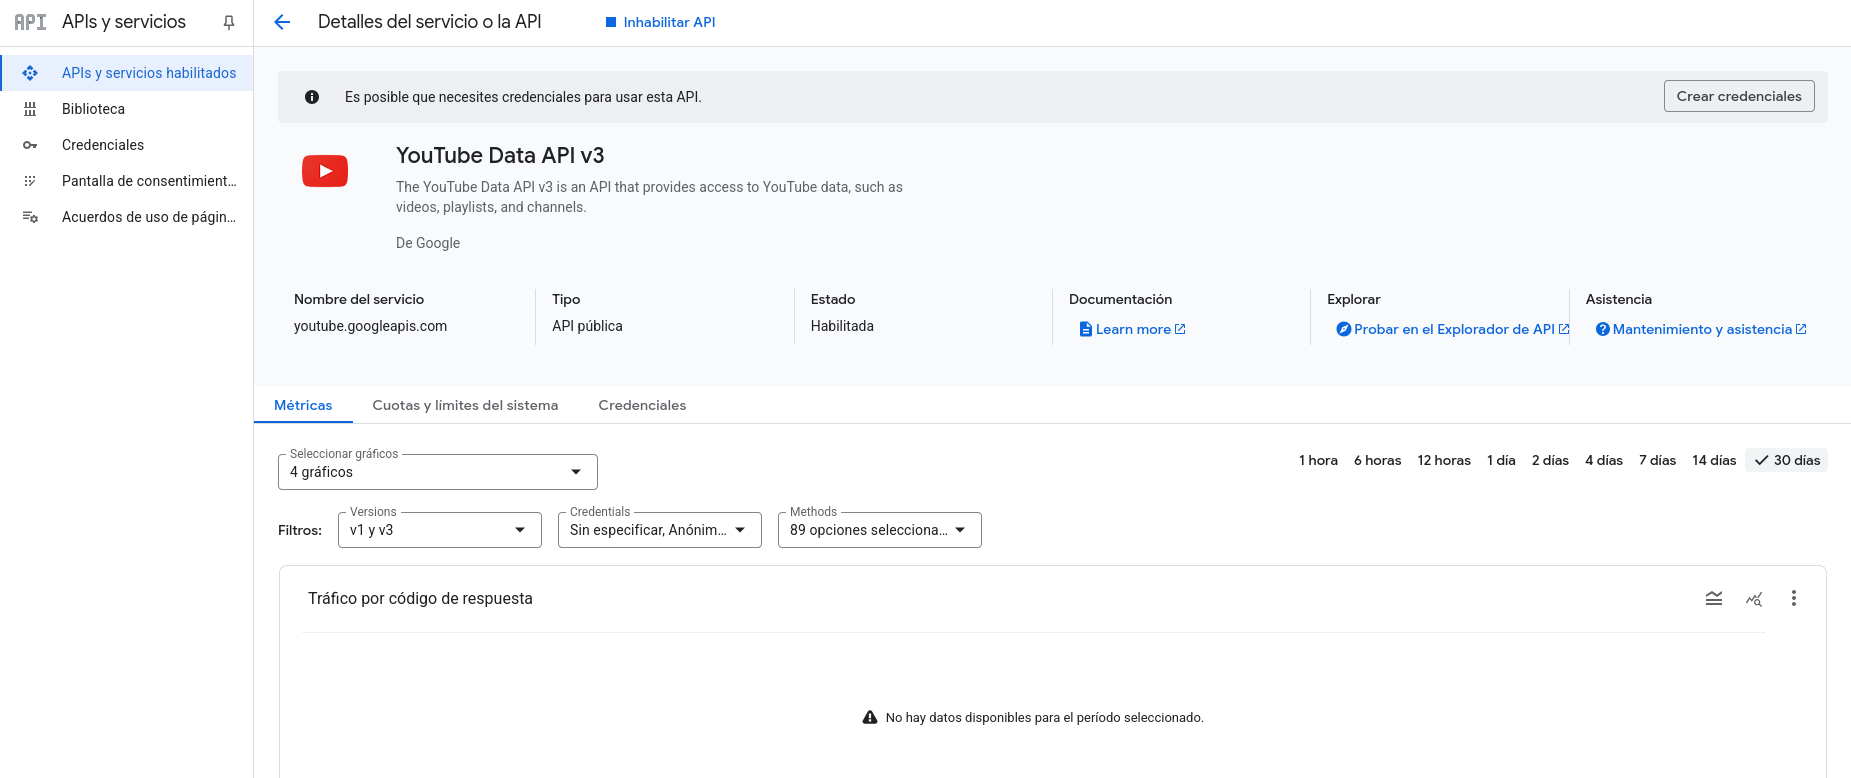 API APIs y servicios
APIs y servicios habilitados
Biblioteca
Credenciales
Pantalla de consentimient...
Acuerdos de uso de págin...
Detalles del servicio o la API
Inhabilitar API
Es posible que necesites credenciales para usar esta API.
Crear credenciales
YouTube Data API v3
The YouTube Data API v3 is an API that provides access to YouTube data, such as
videos, playlists, and channels.
De Google
Nombre del servicio
youtube.googleapis.com
Tipo
API pública
Estado
Habilitada
Documentación
Learn more
Explorar
Probar en el Explorador de API
Asistencia
Mantenimiento y asistencia
Métricas
Cuotas y límites del sistema
Credenciales
Seleccionar gráficos
4 gráficos
1 hora
6 horas
12 horas
1 día
2 días
4 días
7 días
14 días
30 días
Filtros:
Versions
v1 y v3
Credentials
Sin especificar, Anónim...
Methods
89 opciones selecciona...
Tráfico por código de respuesta
No hay datos disponibles para el período seleccionado.